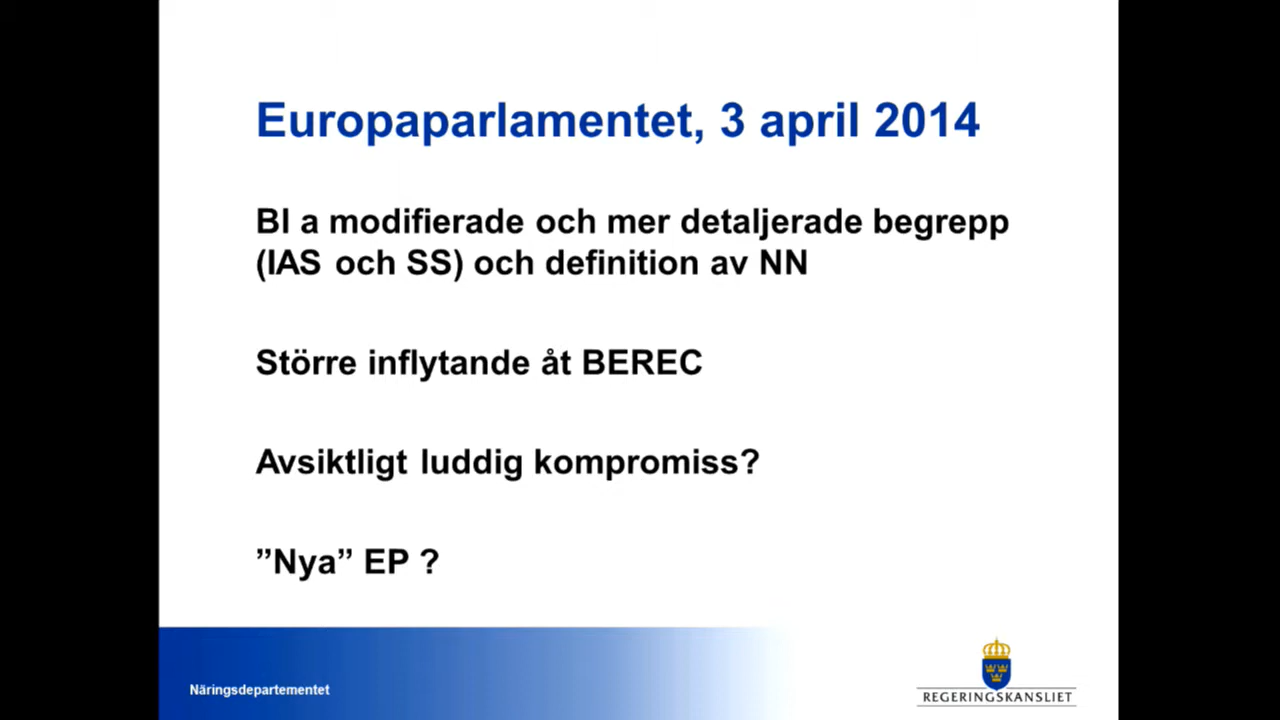 Europaparlamentet, 3 april 2014
Bl a modifierade och mer detaljerade begrepp
(IAS och SS) och definition av NN
Större inflytande åt BEREC
Avsiktligt luddig kompromiss?
”Nya” EP ?
Näringsdepartementet
REGERINGSKANSLIET